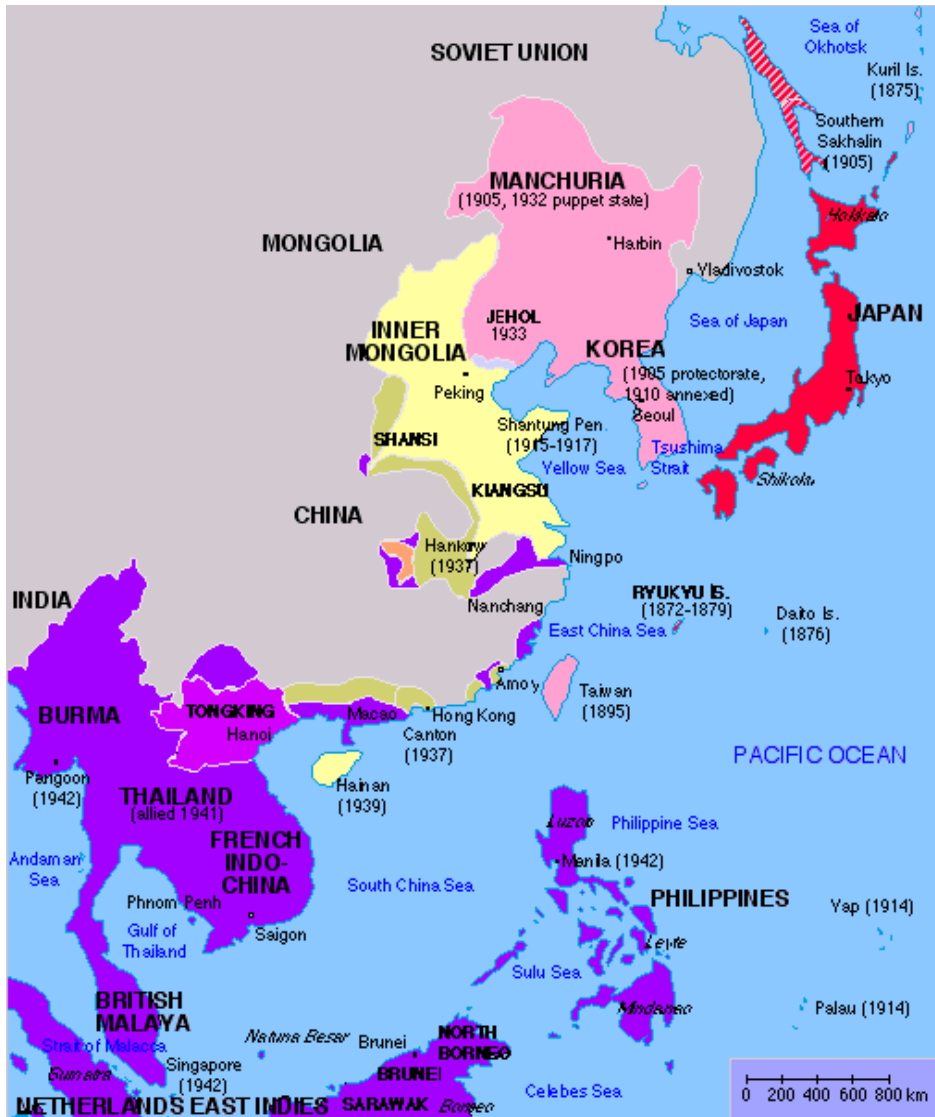 SOVIET UNION
Sea of
Okhotsk
Kuril Is.
(1875)
Southern
Sakhalin
(1905)
MANCHURIA
(1905, 1932 puppet state)
Hokkaido
MONGOLIA
Harbin
Vladivostok
JEHOL
1933
Sea of Japan
JAPAN
INNER
MONGOLIA
KOREA
(1905 protectorate,
1910 annexed)
Seoul
Tokyo
Peking
SHANSI
Shantung Pen.
(1915-1917)
Yellow Sea
Tsushima
Strait
Shikoku
KIANGSU
CHINA
Hankow
(1937)
Ningpo
Nanchang
INDIA
RYUKYU IS.
(1872-1879)
Daito Is.
(1876)
East China Sea
Amoy
Taiwan
(1895)
BURMA
TONGKING
Hanoi
Macao
Hong Kong
Canton
(1937)
PACIFIC OCEAN
Pangoon
(1942)
Hainan
(1939)
THAILAND
(allied 1941)
Luzon
Philippine Sea
FRENCH
INDO-
CHINA
Andaman
Sea
Manila (1942)
South China Sea
PHILIPPINES
Phnom Penh
Yap (1914)
Gulf of
Thailand
Saigon
Leyte
Sulu Sea
BRITISH
MALAYA
Mindanao
Palau (1914)
Strait of Malacca
Natuna Besar
Brunei
NORTH
BORNEO
Singapore
(1942)
Sumatra
BRUNEI
Celebes Sea
NETHERLANDS EAST INDIES
SARAWAK
Borneo
0 200 400 600 800 km